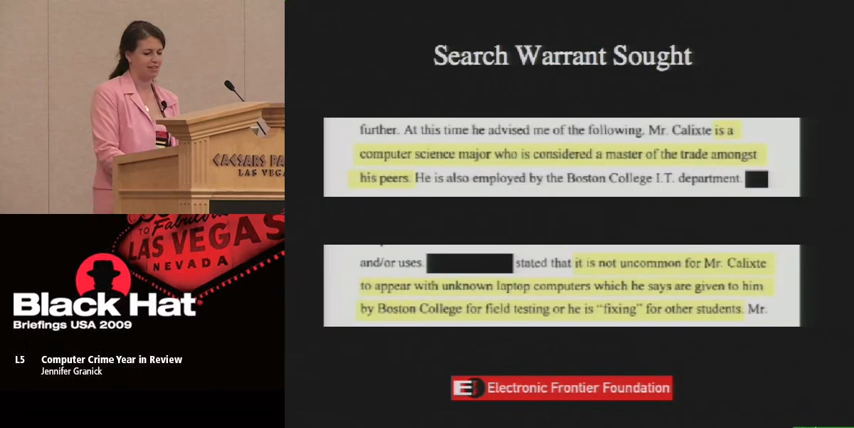 CAESARS PA
LAS VEGA
TO Fabulous
LAS VEGAS
NEVADA
Black Hat
Briefings USA 2009
L5 Computer Crime Year in Review
Jennifer Granick
Search Warrant Sought
further. At this time he advised me of the following. Mr. Calixte is a
computer science major who is considered a master of the trade amongst
his peers. He is also employed by the Boston College I.T. department.
and/or uses. stated that it is not uncommon for Mr. Calixte
to appear with unknown laptop computers which he says are given to him
by Boston College for field testing or he is "fixing" for other students. Mr.
Electronic Frontier Foundation